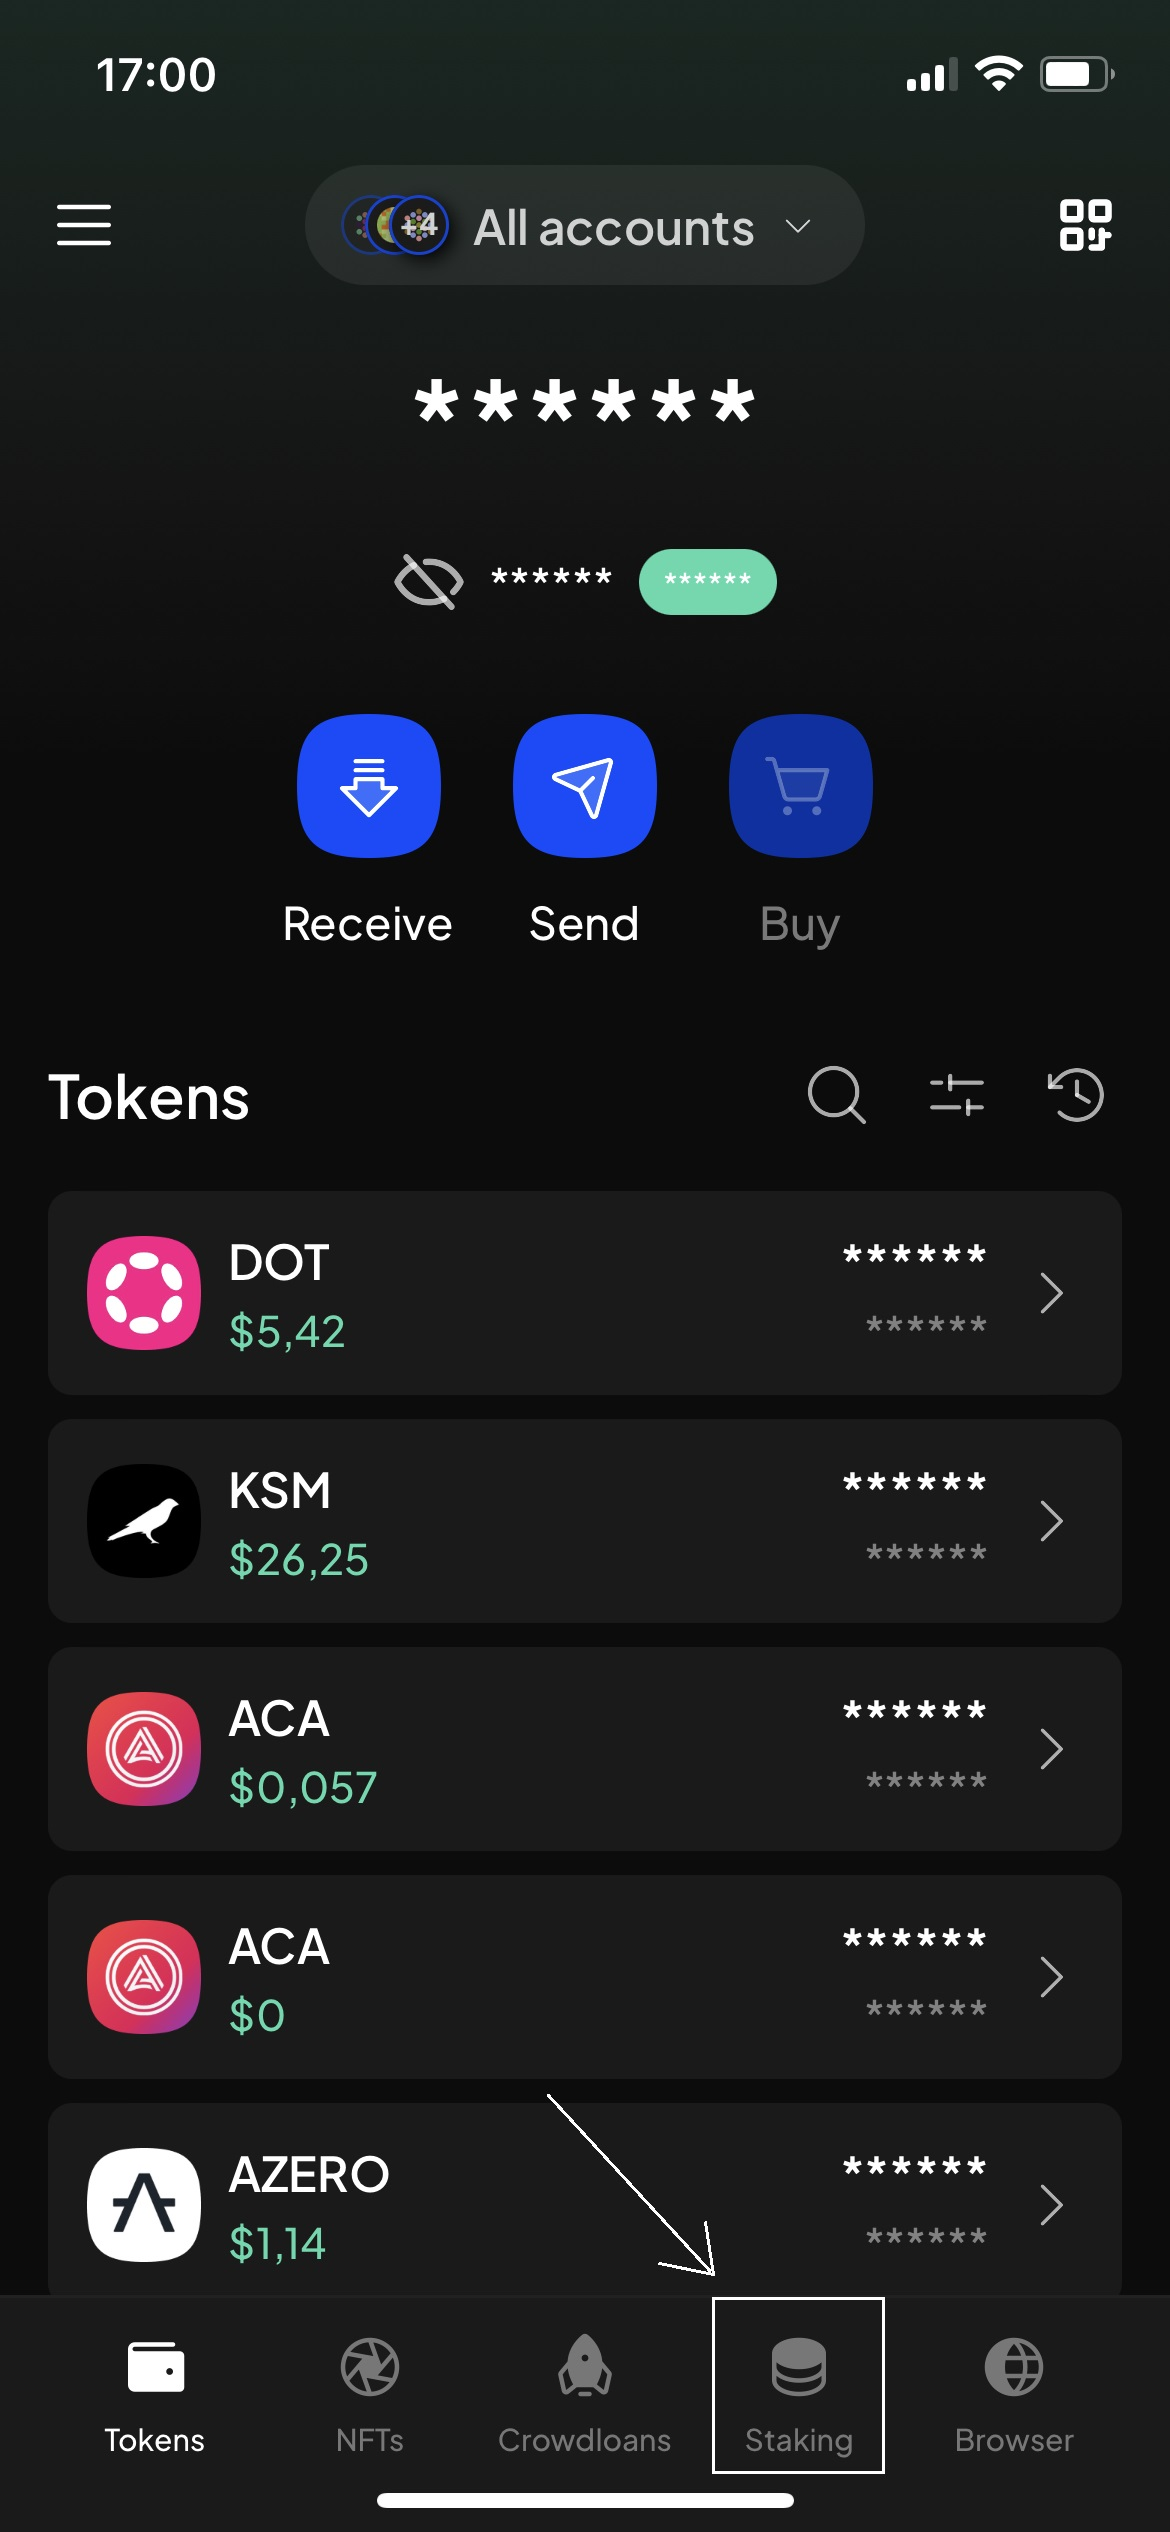 17:00
+4 All accounts
******
****** ******
Receive Send Buy
Tokens
DOT ******
$5,42 ******
KSM ******
$26,25 ******
ACA ******
$0,057 ******
ACA ******
$0 ******
AZERO ******
$1,14 ******
Tokens NFTs Crowdloans Staking Browser